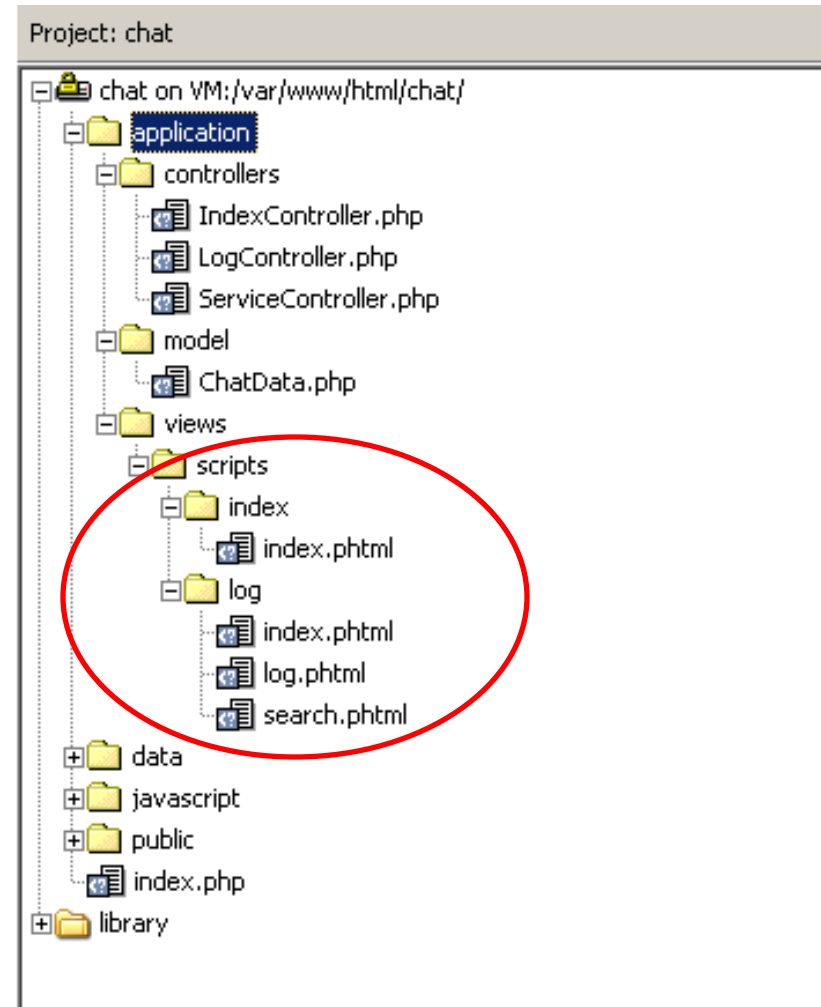 Project: chat
chat on VM:/var/www/html/chat/
application
controllers
IndexController.php
LogController.php
ServiceController.php
model
ChatData.php
views
scripts
index
index.phtml
log
index.phtml
log.phtml
search.phtml
data
javascript
public
index.php
library